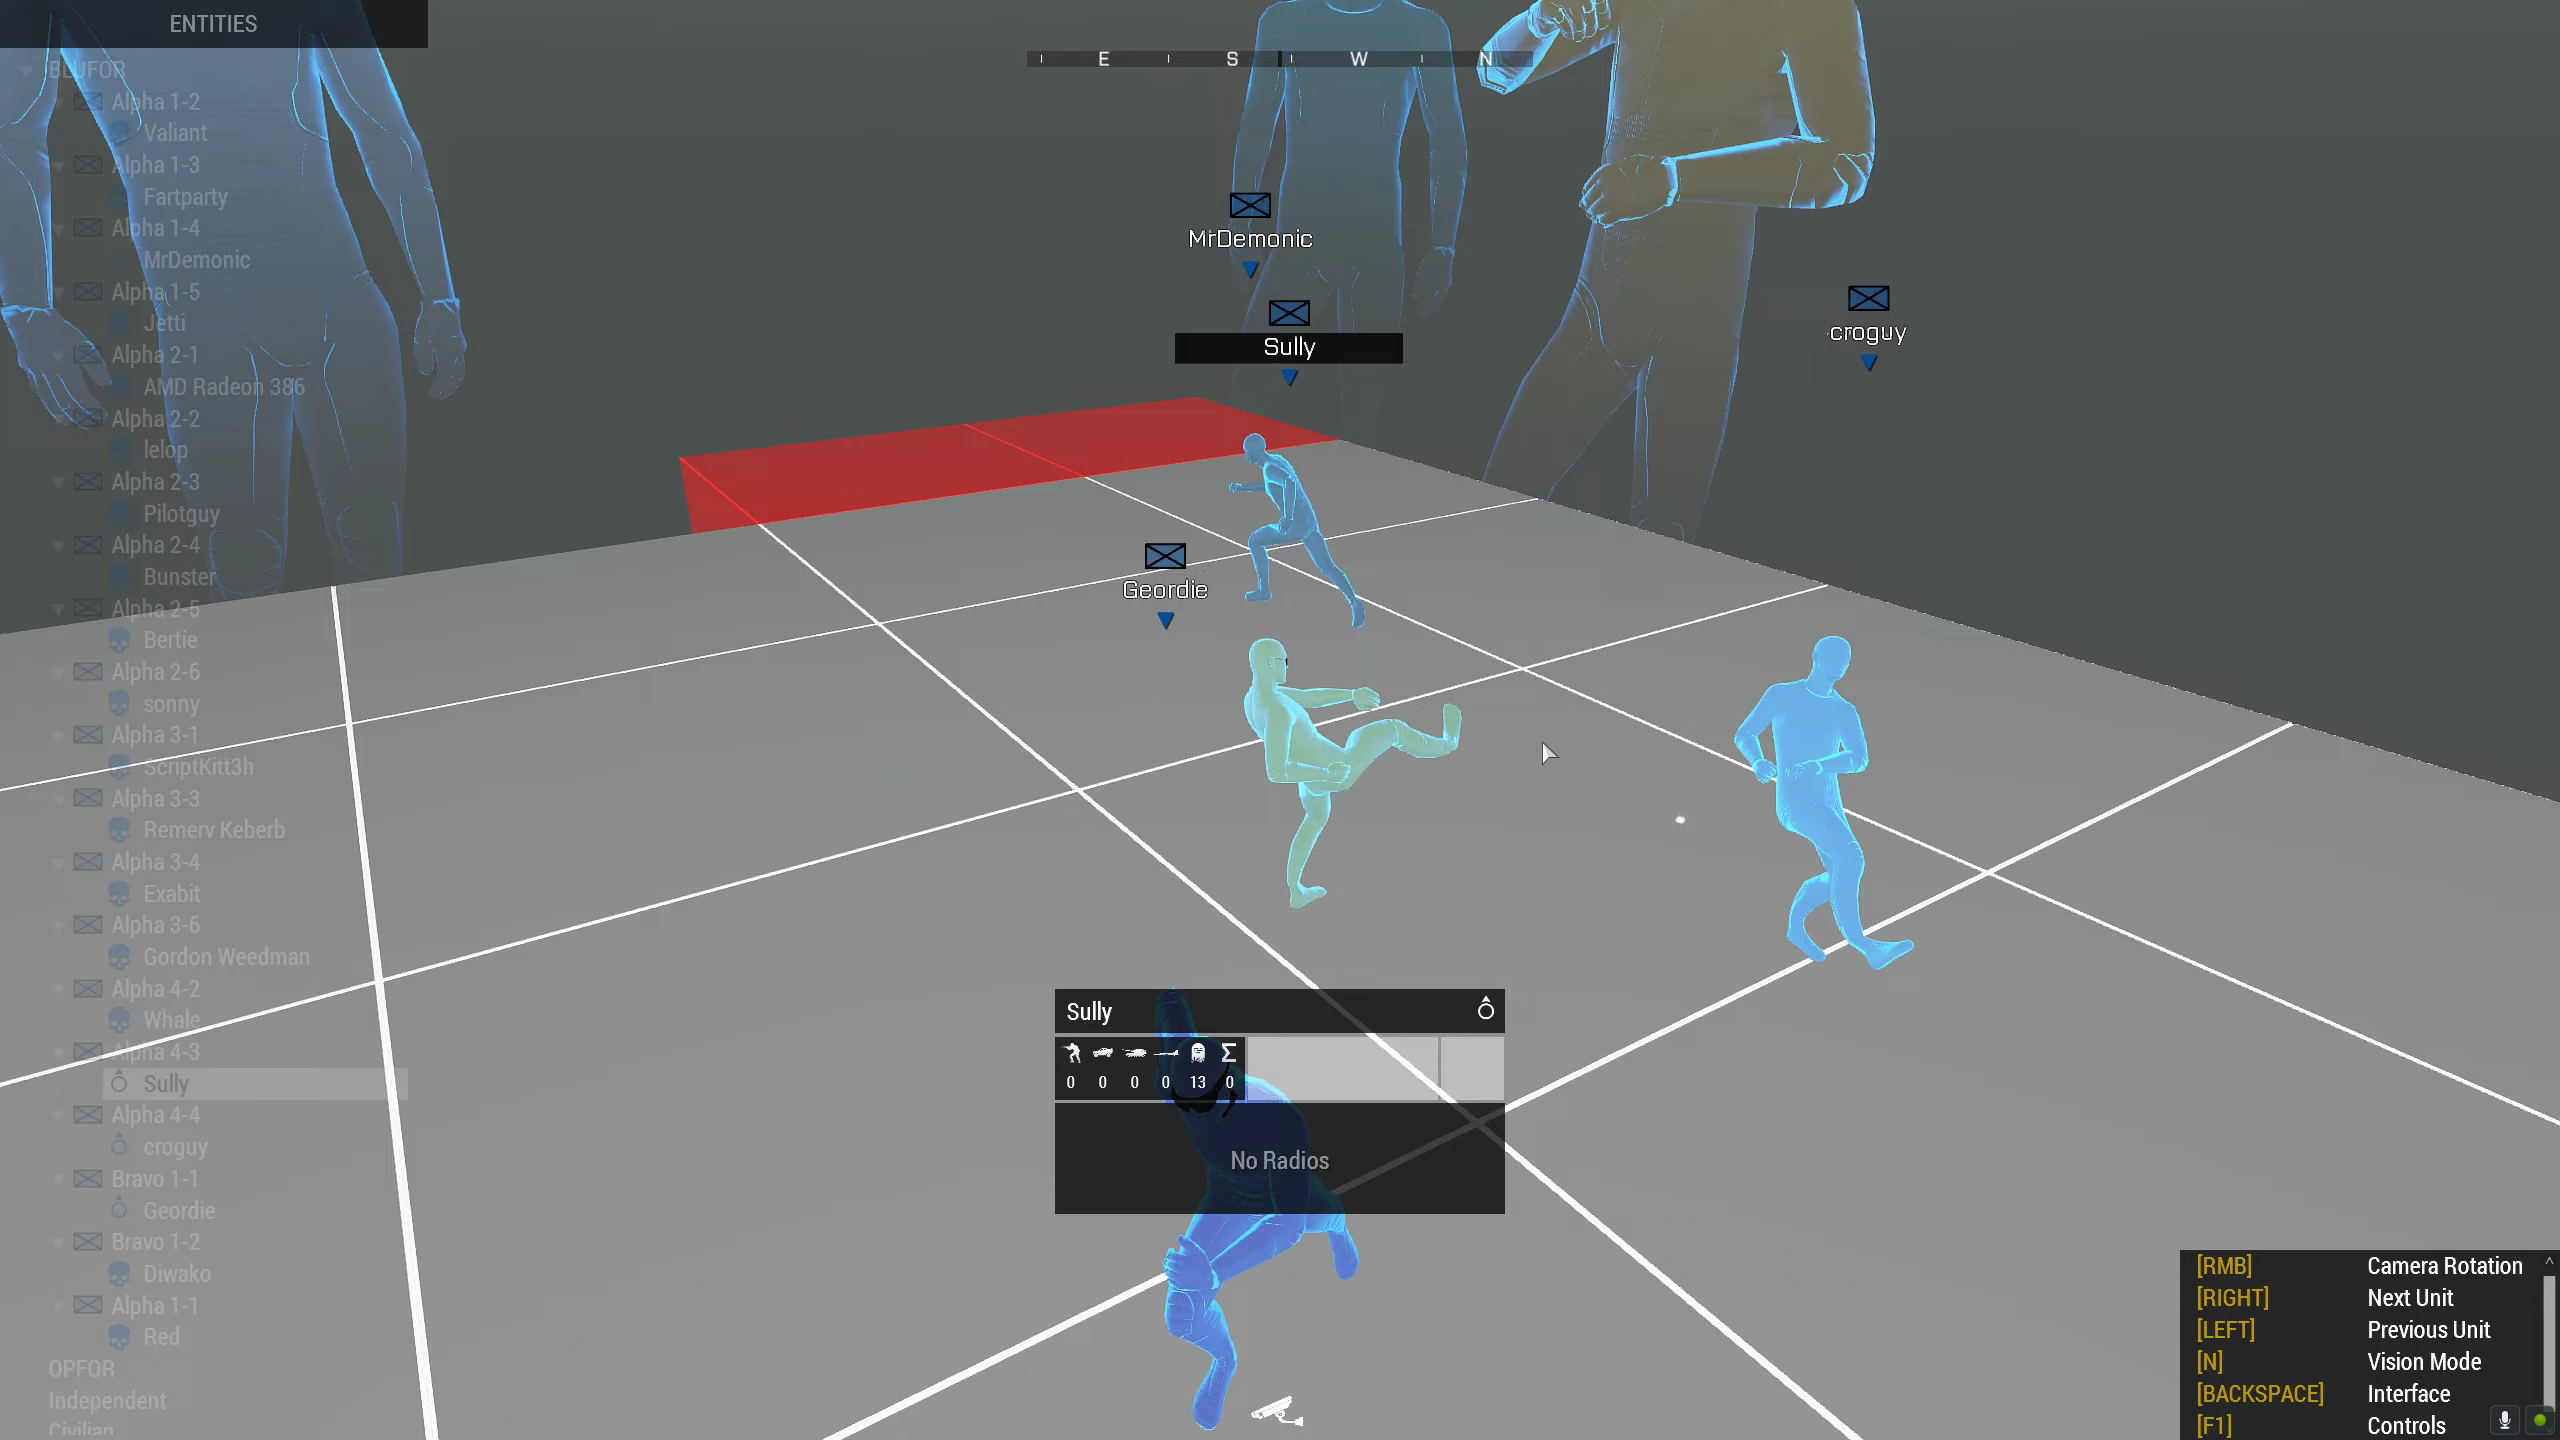 ENTITIES
BLUFOR
Alpha 1-2
Valiant
Alpha 1-3
Fartparty
Alpha 1-4
MrDemonic
Alpha 1-5
Jetti
Alpha 2-1
AMD Radeon 386
Alpha 2-2
lelop
Alpha 2-3
Pilotguy
Alpha 2-4
Bunster
Alpha 2-5
Bertie
Alpha 2-6
sonny
Alpha 3-1
ScriptKitt3h
Alpha 3-3
Remerv Keberb
Alpha 3-4
Exabit
Alpha 3-6
Gordon Weedman
Alpha 4-2
Whale
Alpha 4-3
Sully
Alpha 4-4
croguy
Bravo 1-1
Geordie
Bravo 1-2
Diwako
Alpha 1-1
Red
OPFOR
Independent
Civilian
E S W N
MrDemonic
Sully
croguy
Geordie
Sully
Σ
0 0 0 0 13 0
No Radios
[RMB] Camera Rotation
[RIGHT] Next Unit
[LEFT] Previous Unit
[N] Vision Mode
[BACKSPACE] Interface
[F1] Controls